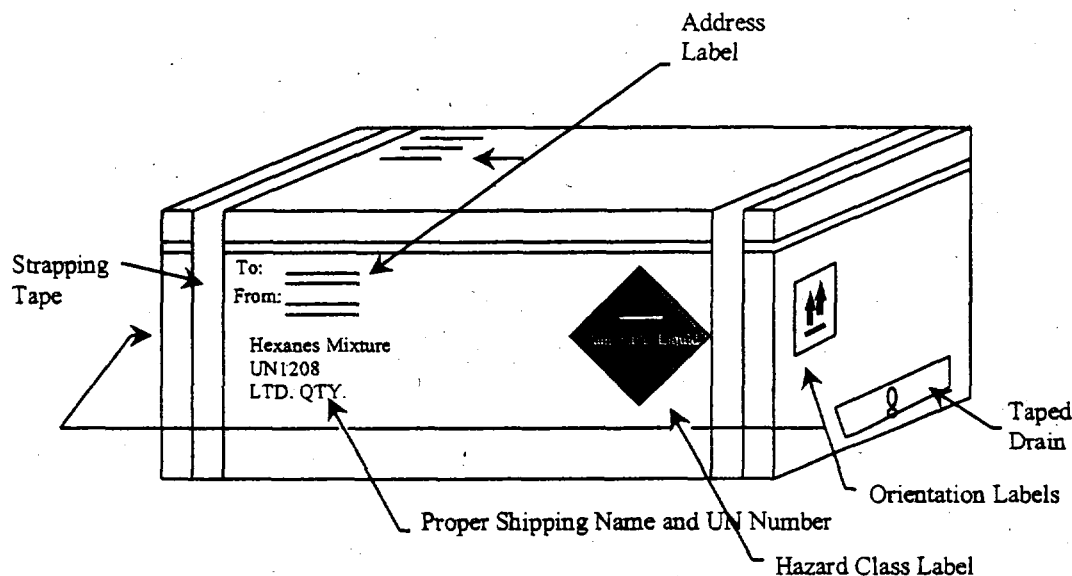 Address
Label
Strapping
Tape
To:
From:
Hexanes Mixture
UN1208
LTD. QTY.
Liquid
Taped
Drain
Orientation Labels
Proper Shipping Name and UN Number
Hazard Class Label